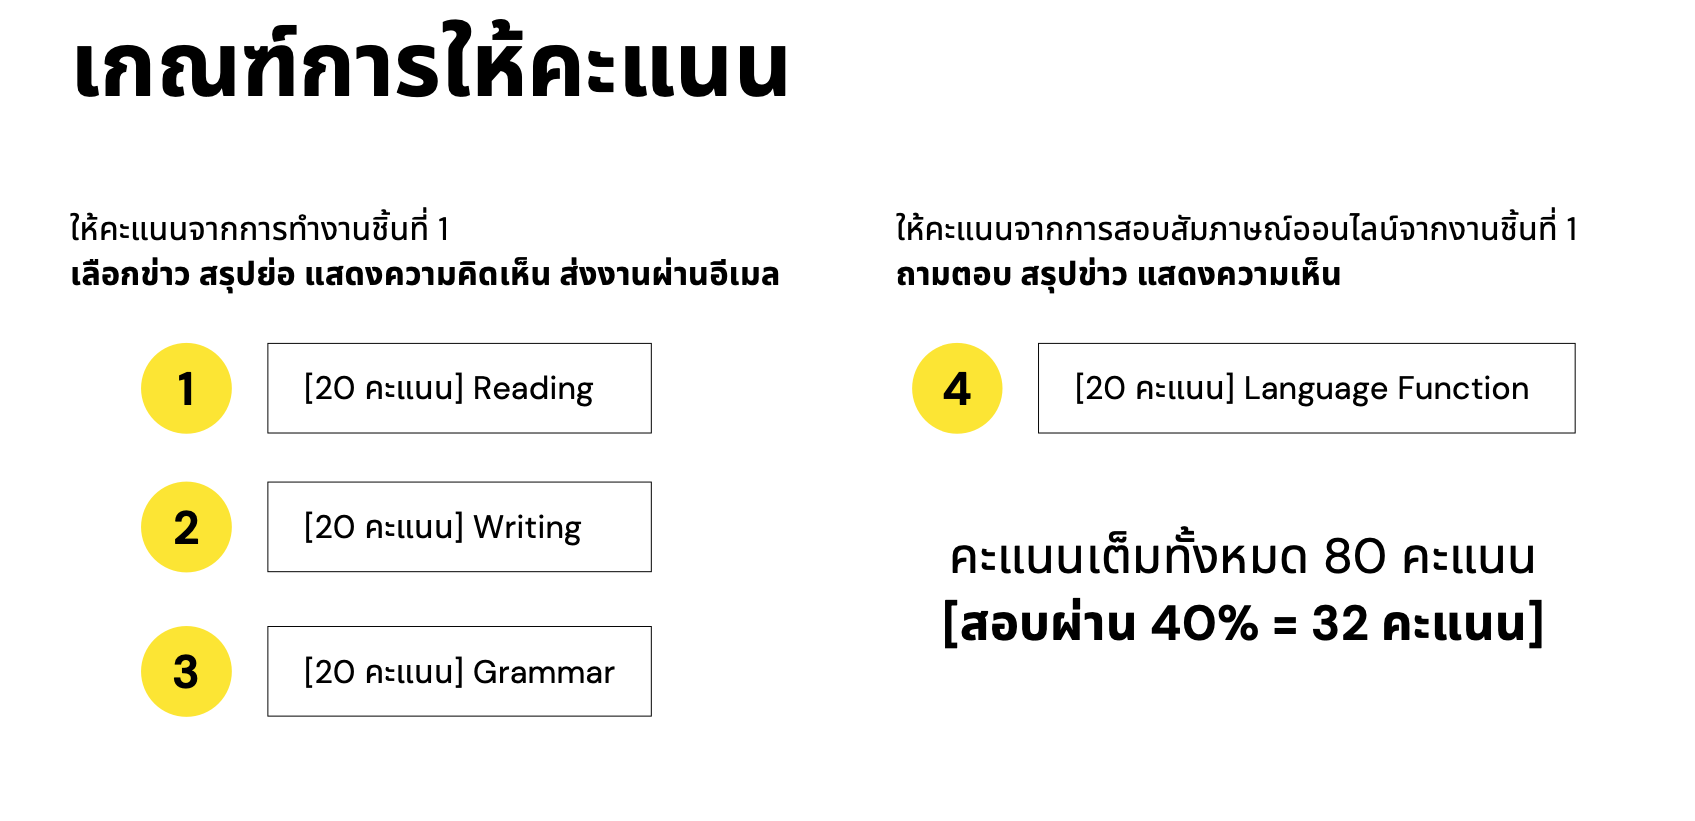 เกณฑ์การให้คะแนน
ให้คะแนนจากการทำงานชิ้นที่ 1
เลือกข่าว สรุปย่อ แสดงความคิดเห็น ส่งงานผ่านอีเมล
1 [20 คะแนน] Reading
2 [20 คะแนน] Writing
3 [20 คะแนน] Grammar
ให้คะแนนจากการสอบสัมภาษณ์ออนไลน์จากงานชิ้นที่ 1
ถามตอบ สรุปข่าว แสดงความเห็น
4 [20 คะแนน] Language Function
คะแนนเต็มทั้งหมด 80 คะแนน
[สอบผ่าน 40% = 32 คะแนน]